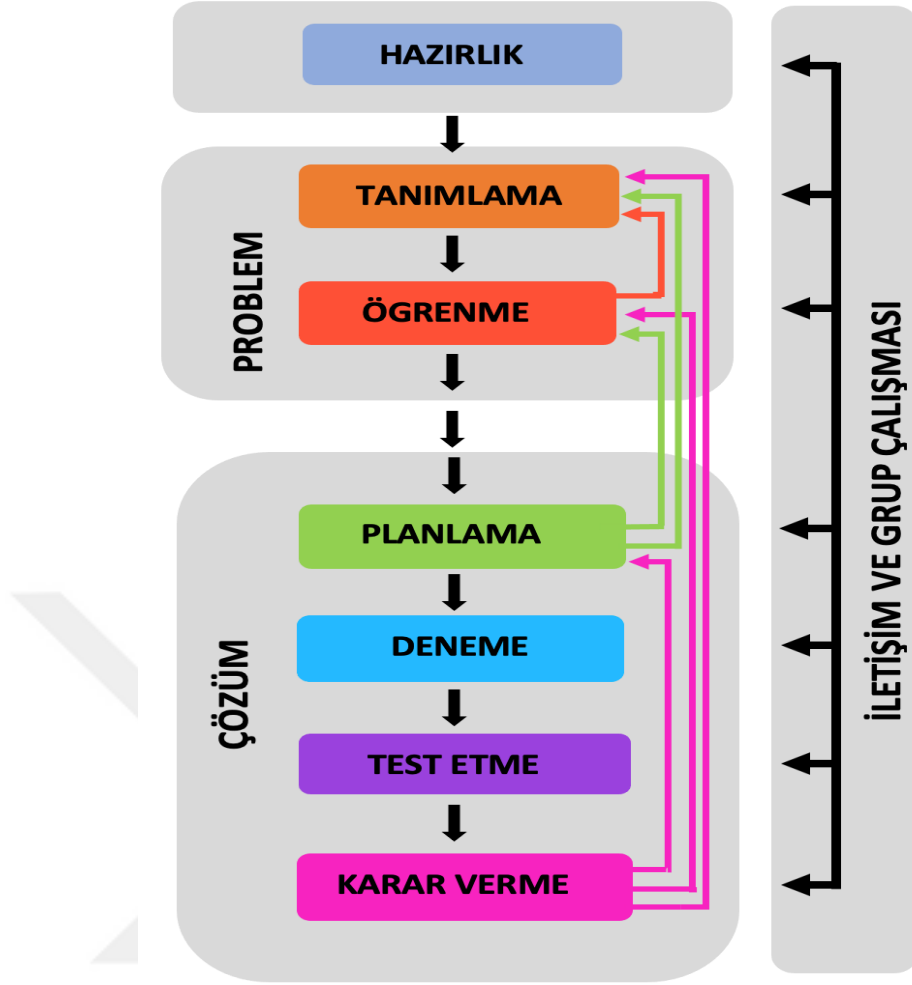 HAZIRLIK
PROBLEM
TANIMLAMA
ÖGRENME
ÇÖZÜM
PLANLAMA
DENEME
TEST ETME
KARAR VERME
İLETİŞİM VE GRUP ÇALIŞMASI